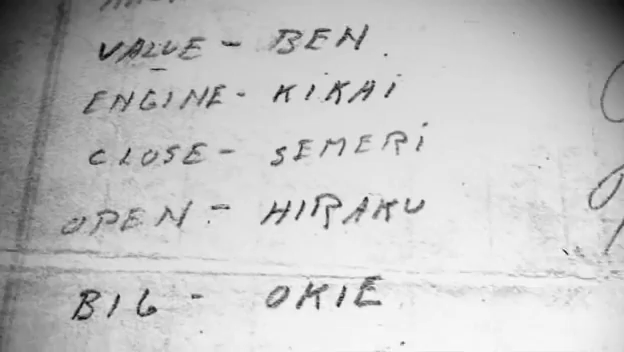 VALUE - BEN
ENGINE - KIKAI
CLOSE - SEMERI
OPEN - HIRAKU
BIG - OKIE